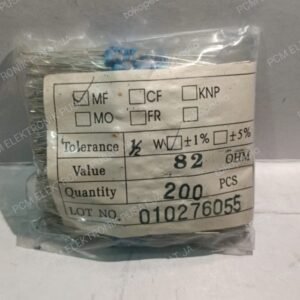 ☑ MF ☐ CF ☐ KNP
☐ MO ☐ FR ☐
Tolerance ½ W ☑ ±1% ☐ ±5%
Value 82 OHM
Quantity 200 PCS
LOT NO. 010276055